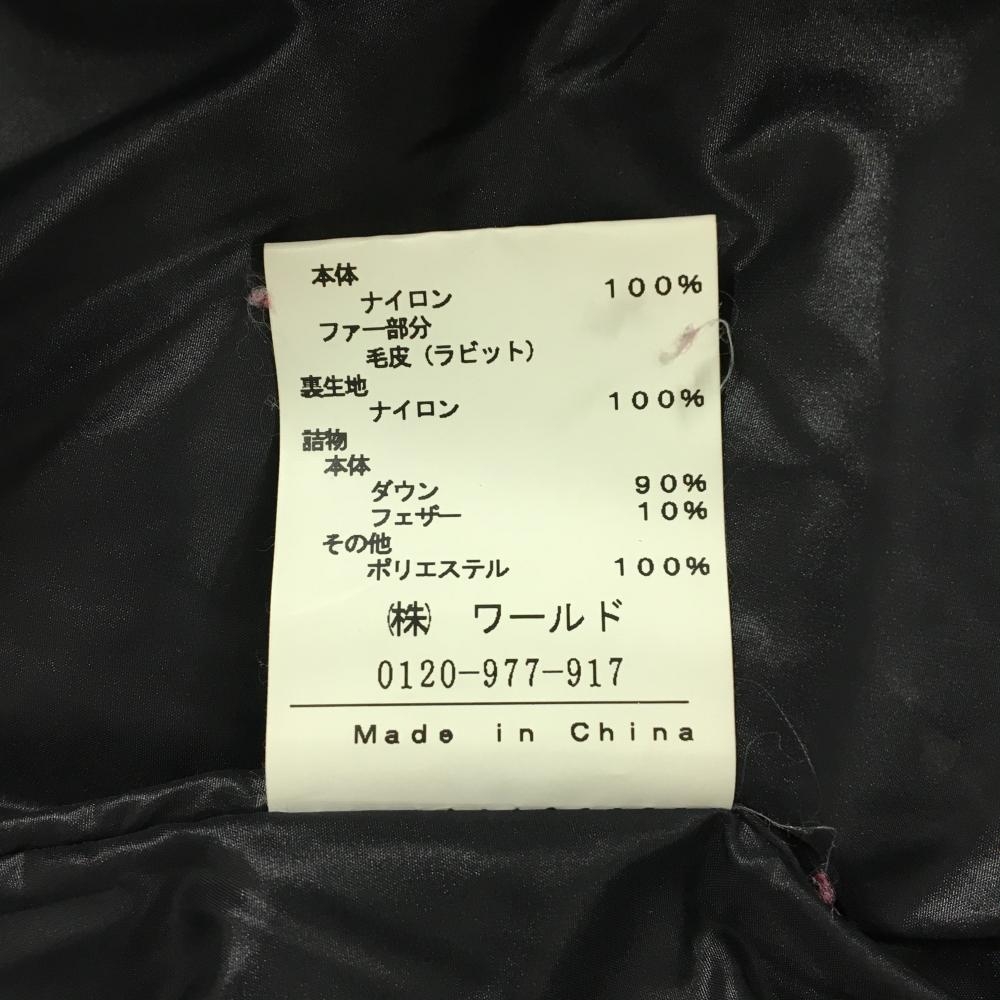 本体
ナイロン 100%
ファー部分
毛皮（ラビット）
裏生地
ナイロン 100%
詰物
本体
ダウン 90%
フェザー 10%
その他
ポリエステル 100%
㈱ ワールド
0120-977-917
Made in China